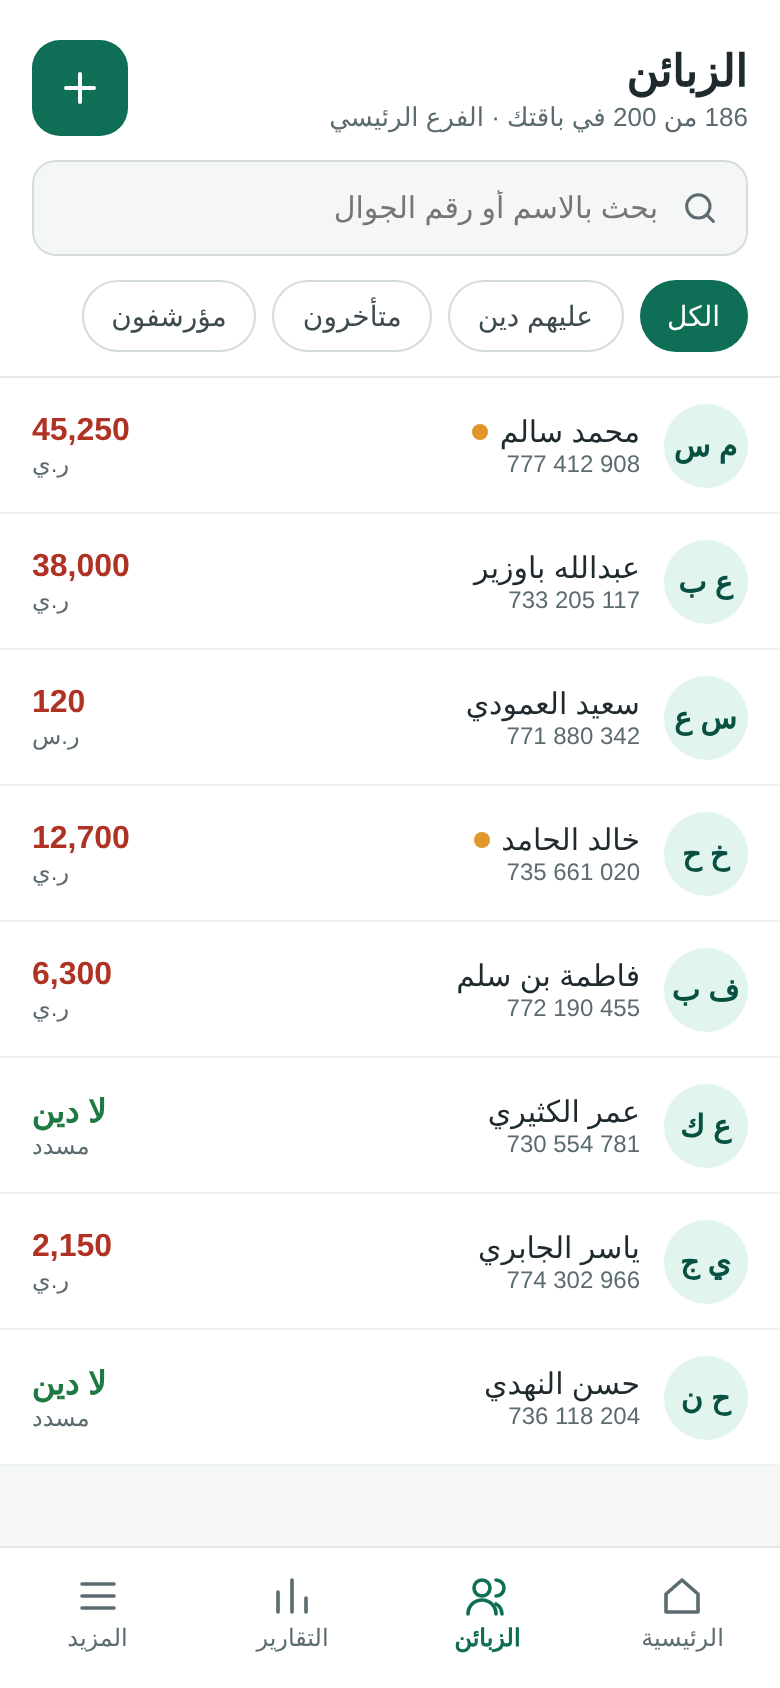 الزبائن
186 من 200 في باقتك · الفرع الرئيسي
بحث بالاسم أو رقم الجوال
الكل
عليهم دين
متأخرون
مؤرشفون
م س
محمد سالم
777 412 908
45,250
ر.ي
ع ب
عبدالله باوزير
733 205 117
38,000
ر.ي
س ع
سعيد العمودي
771 880 342
120
ر.س
خ ح
خالد الحامد
735 661 020
12,700
ر.ي
ف ب
فاطمة بن سلم
772 190 455
6,300
ر.ي
ع ك
عمر الكثيري
730 554 781
لا دين
مسدد
ي ج
ياسر الجابري
774 302 966
2,150
ر.ي
ح ن
حسن النهدي
736 118 204
لا دين
مسدد
الرئيسية
الزبائن
التقارير
المزيد